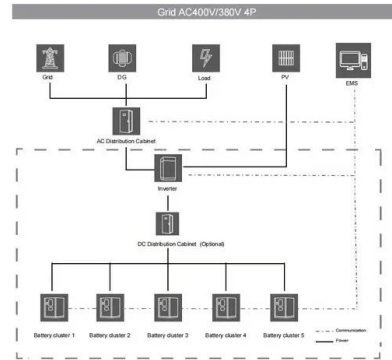 Grid AC400V/380V 4P
Grid
DG
Load
PV
EMS
AC Distribution Cabinet
Inverter
DC Distribution Cabinet (Optional)
Battery cluster 1
Battery cluster 2
Battery cluster 3
Battery cluster 4
Battery cluster 5
Communication
Power